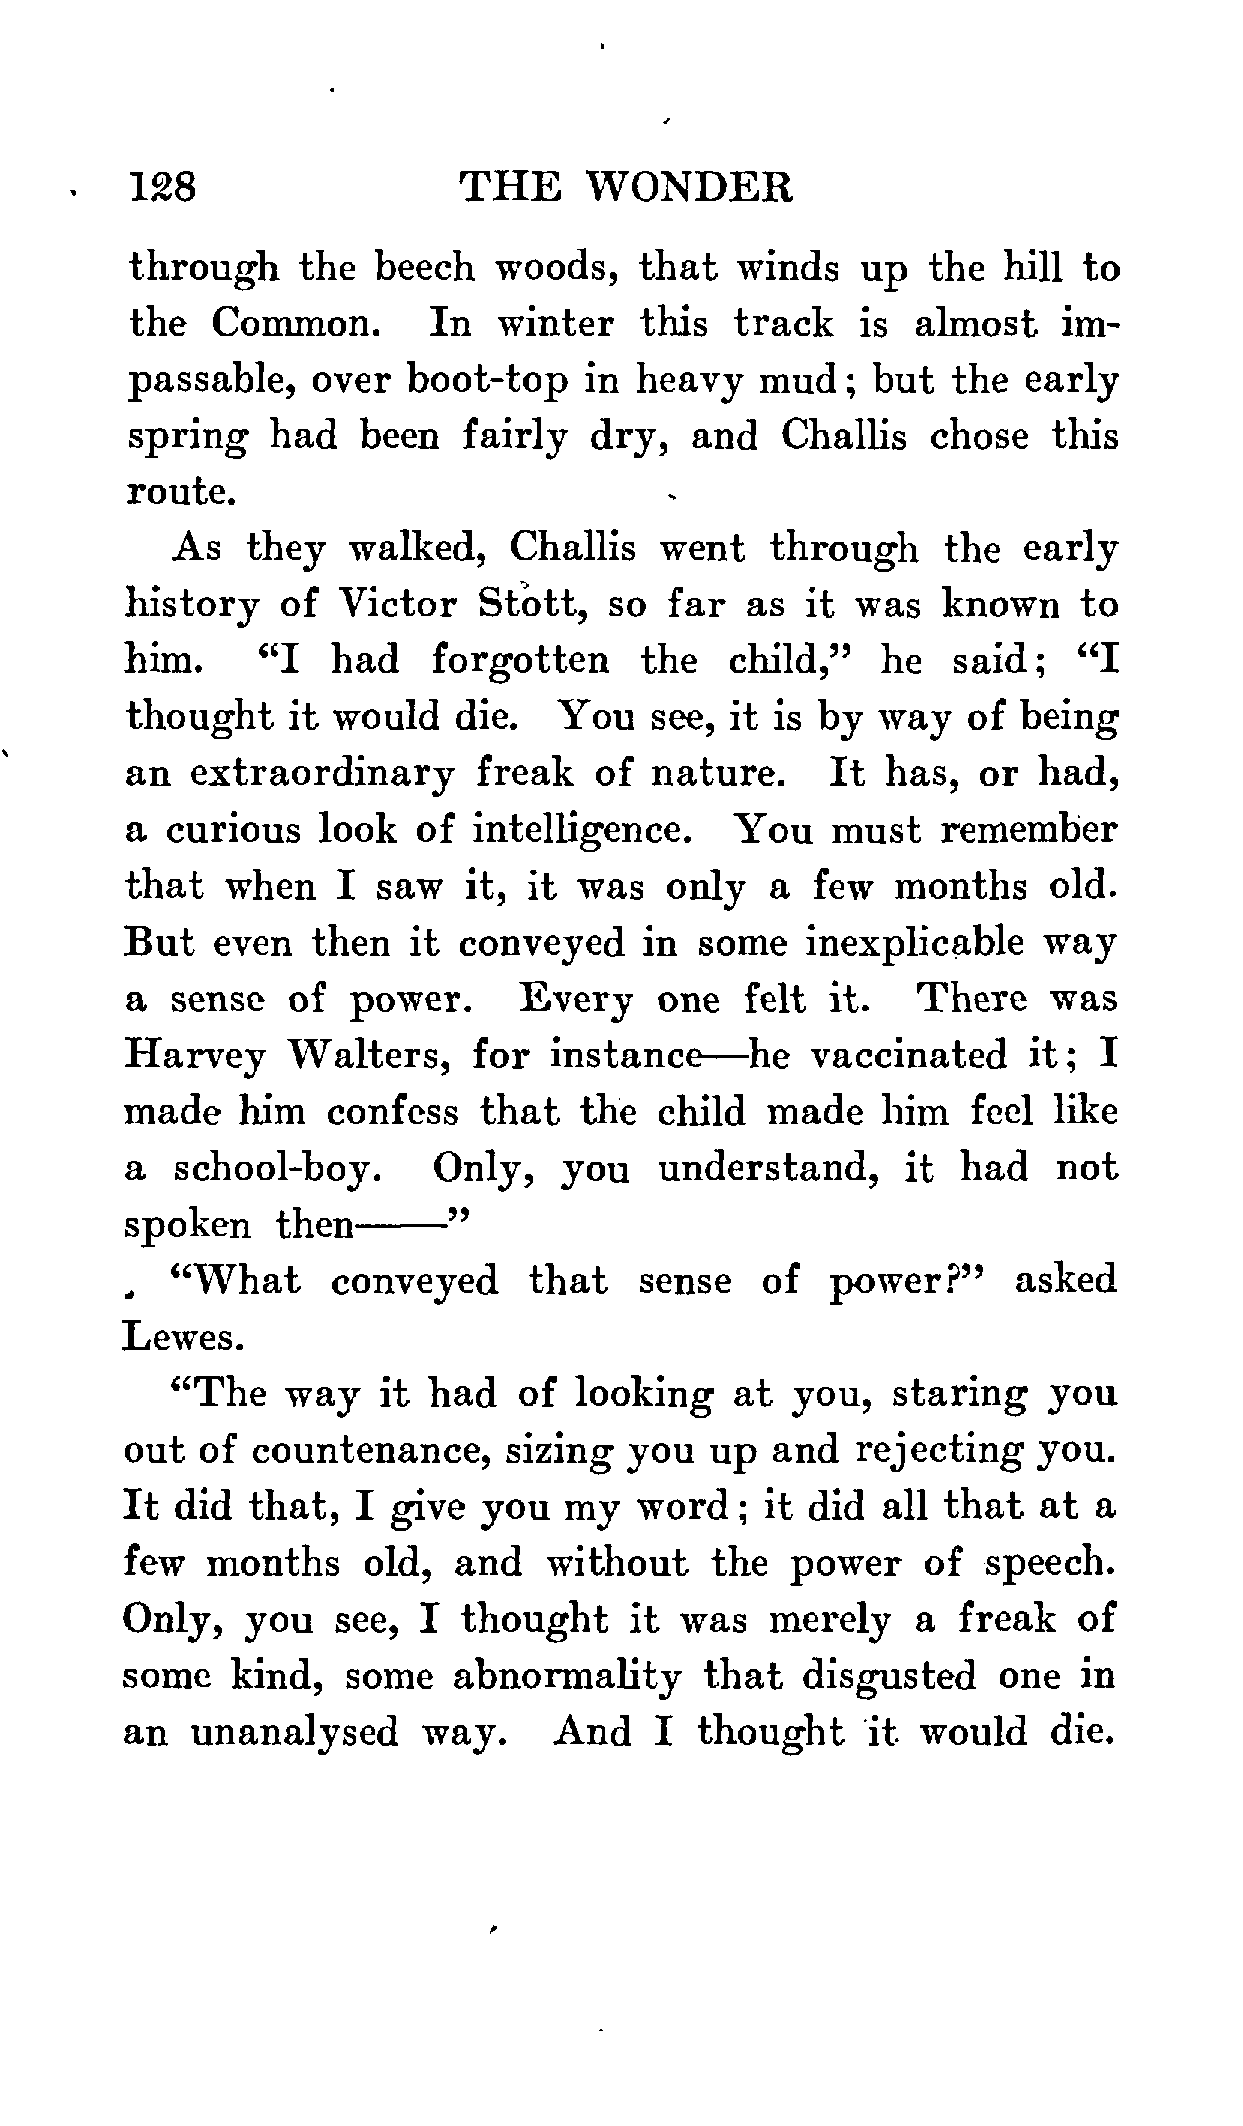 128 THE WONDER
through the beech woods, that winds up the hill to
the Common. In winter this track is almost im-
passable, over boot-top in heavy mud; but the early
spring had been fairly dry, and Challis chose this
route.
As they walked, Challis went through the early
history of Victor Stott, so far as it was known to
him. “I had forgotten the child,” he said; “I
thought it would die. You see, it is by way of being
an extraordinary freak of nature. It has, or had,
a curious look of intelligence. You must remember
that when I saw it, it was only a few months old.
But even then it conveyed in some inexplicable way
a sense of power. Every one felt it. There was
Harvey Walters, for instance—he vaccinated it; I
made him confess that the child made him feel like
a school-boy. Only, you understand, it had not
spoken then——”
“What conveyed that sense of power?” asked
Lewes.
“The way it had of looking at you, staring you
out of countenance, sizing you up and rejecting you.
It did that, I give you my word; it did all that at a
few months old, and without the power of speech.
Only, you see, I thought it was merely a freak of
some kind, some abnormality that disgusted one in
an unanalysed way. And I thought it would die.